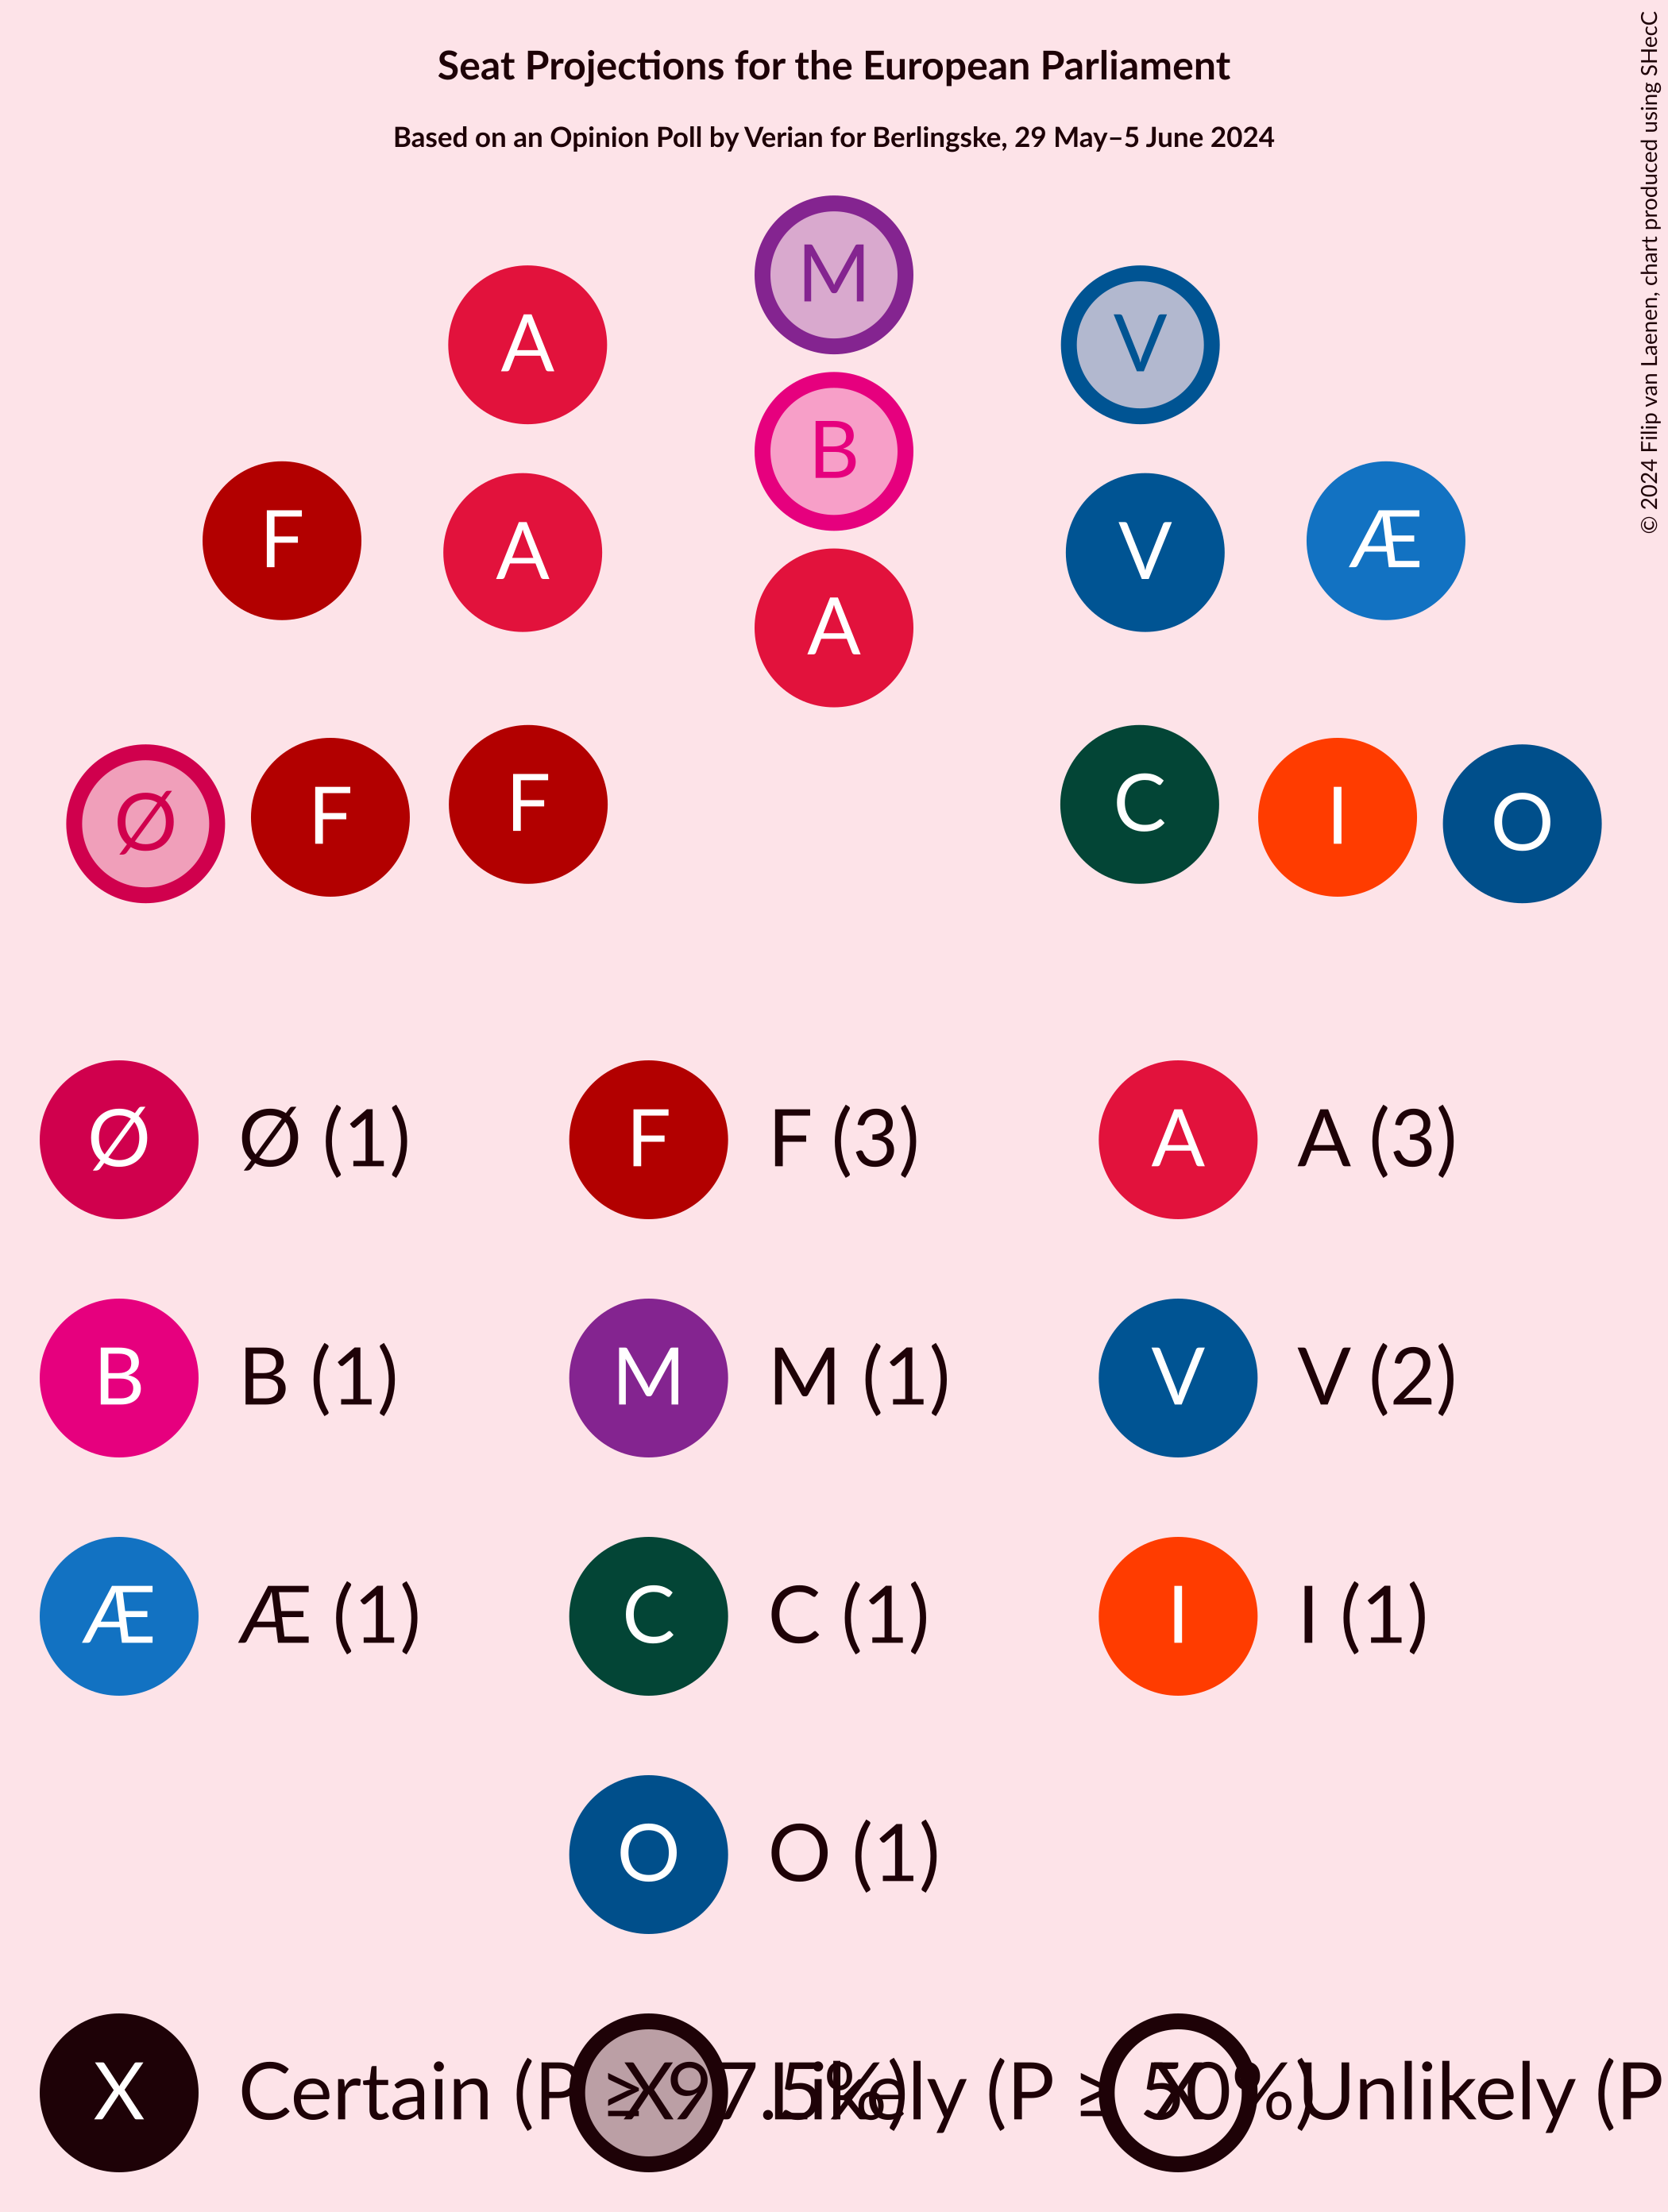 Seat Projections for the European Parliament
Based on an Opinion Poll by Verian for Berlingske, 29 May–5 June 2024
© 2024 Filip van Laenen, chart produced using SHecC
M
A
V
B
F
A
V
Æ
A
Ø
F
F
C
I
O
Ø Ø (1)
F F (3)
A A (3)
B B (1)
M M (1)
V V (2)
Æ Æ (1)
C C (1)
I I (1)
O O (1)
X Certain (P ≥ 97.5%)
X Likely (P ≥ 50%)
X Unlikely (P